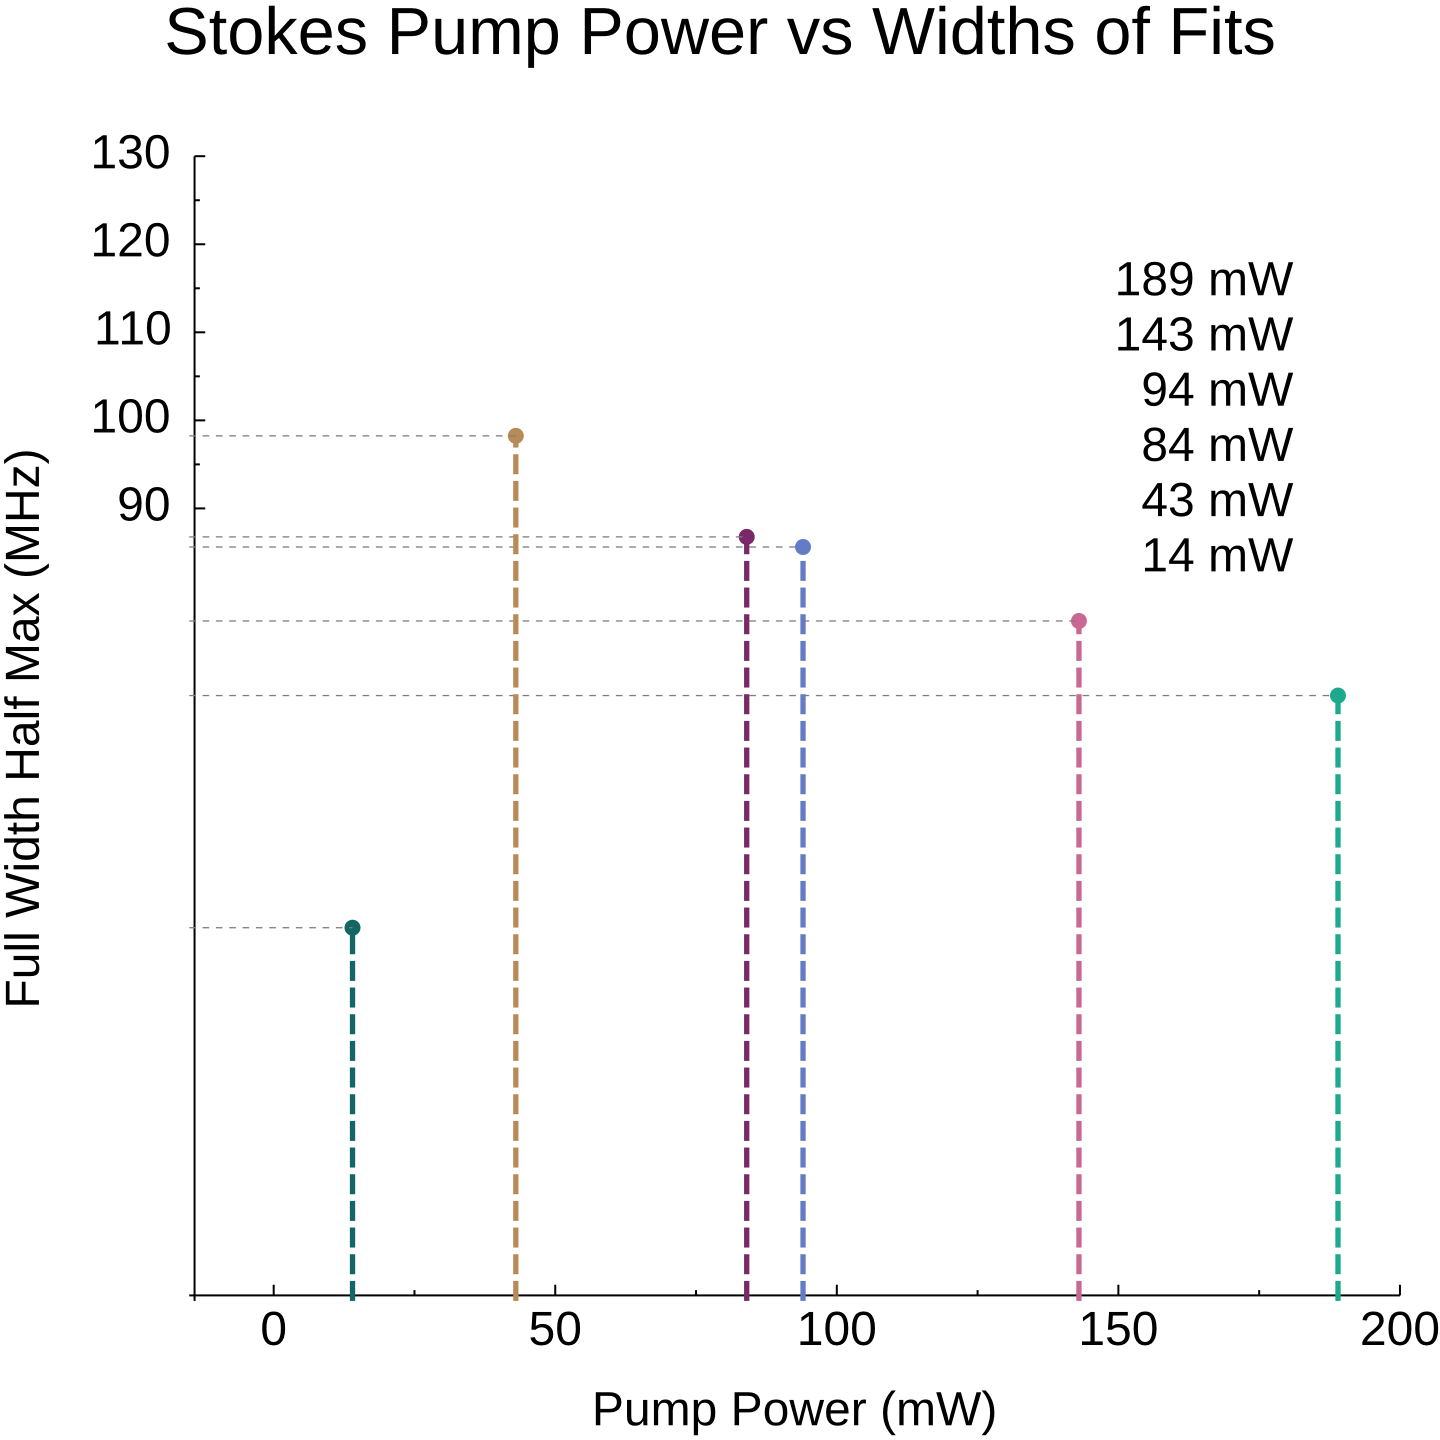 Stokes Pump Power vs Widths of Fits
130
120
110
100
90
Full Width Half Max (MHz)
189 mW
143 mW
94 mW
84 mW
43 mW
14 mW
0 50 100 150 200
Pump Power (mW)